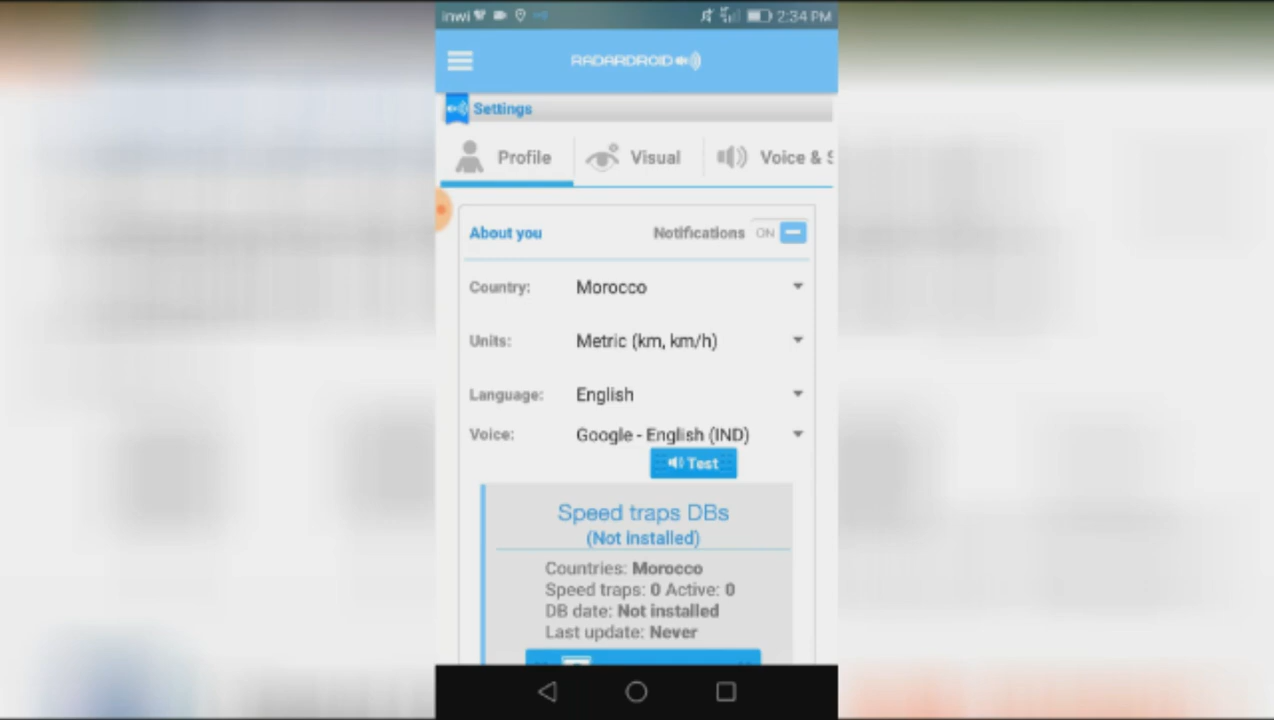 inwi 2:34 PM
RADARDROID
Settings
Profile Visual Voice & S
About you Notifications ON
Country: Morocco
Units: Metric (km, km/h)
Language: English
Voice: Google - English (IND)
Test
Speed traps DBs
(Not installed)
Countries: Morocco
Speed traps: 0 Active: 0
DB date: Not installed
Last update: Never